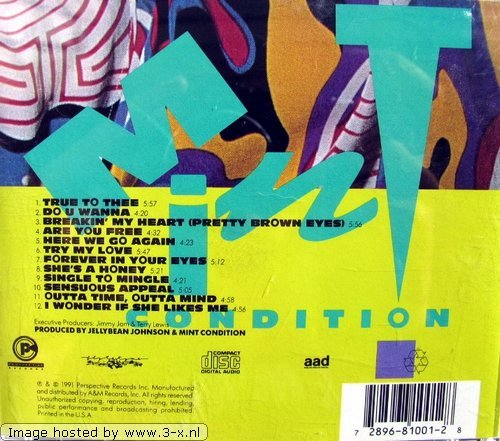 MinT
CONDITION
1. TRUE TO THEE 5:57
2. DO U WANNA 4:20
3. BREAKIN' MY HEART (PRETTY BROWN EYES) 5:56
4. ARE YOU FREE 4:32
5. HERE WE GO AGAIN 4:23
6. TRY MY LOVE 5:47
7. FOREVER IN YOUR EYES 5:12
8. SHE'S A HONEY 5:21
9. SINGLE TO MINGLE 4:21
10. SENSUOUS APPEAL 5:05
11. OUTTA TIME, OUTTA MIND 4:58
12. I WONDER IF SHE LIKES ME 4:56
Executive Producers: Jimmy Jam & Terry Lewis
PRODUCED BY JELLYBEAN JOHNSON & MINT CONDITION
PERSPECTIVE
COMPACT
disc
DIGITAL AUDIO
aad
℗ & © 1991 Perspective Records Inc. Manufactured
and distributed by A&M Records, Inc. All rights reserved.
Unauthorized copying, reproduction, hiring, lending,
public performance and broadcasting prohibited.
Printed in the U.S.A.
7 2896-81001-2 8
Image hosted by www.3-x.nl